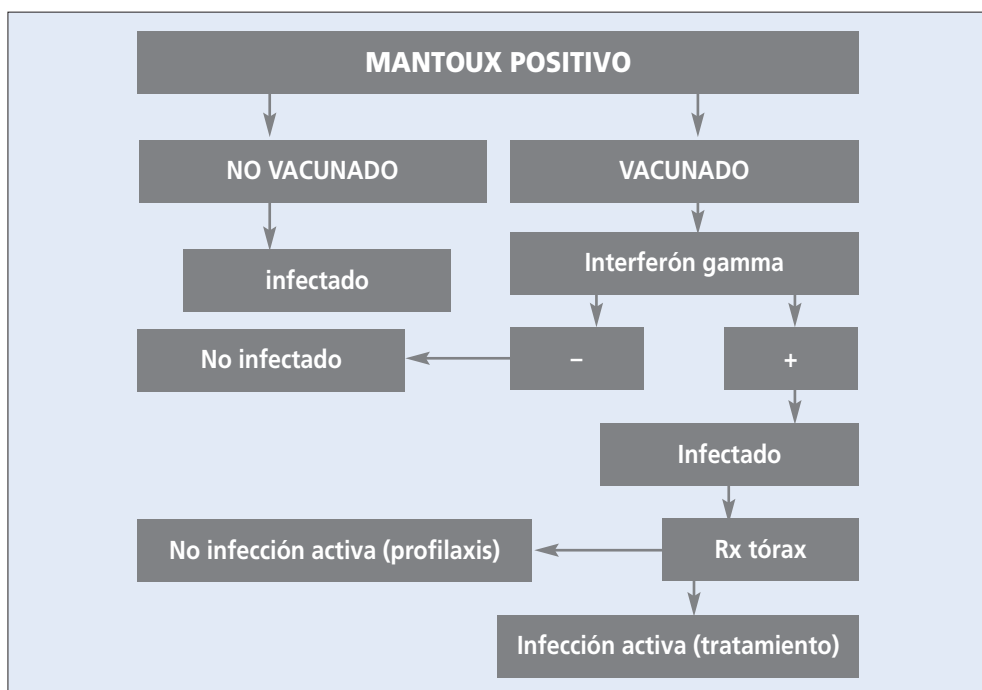 MANTOUX POSITIVO
NO VACUNADO
VACUNADO
infectado
Interferón gamma
No infectado
–
+
Infectado
No infección activa (profilaxis)
Rx tórax
Infección activa (tratamiento)